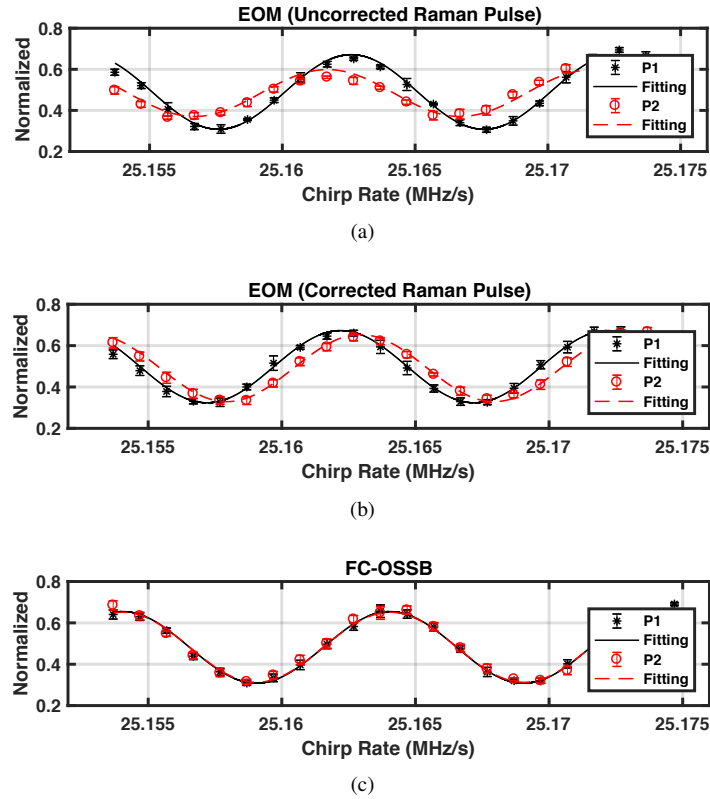 EOM (Uncorrected Raman Pulse)
Normalized
0.8
0.6
0.4
0.2
P1
Fitting
P2
Fitting
25.155 25.16 25.165 25.17 25.175
Chirp Rate (MHz/s)
(a)
EOM (Corrected Raman Pulse)
Normalized
0.8
0.6
0.4
0.2
P1
Fitting
P2
Fitting
25.155 25.16 25.165 25.17 25.175
Chirp Rate (MHz/s)
(b)
FC-OSSB
Normalized
0.8
0.6
0.4
0.2
P1
Fitting
P2
Fitting
25.155 25.16 25.165 25.17 25.175
Chirp Rate (MHz/s)
(c)